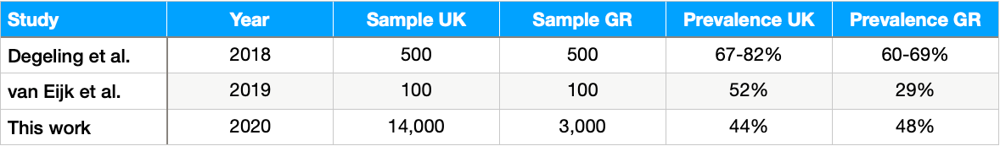 Study Year Sample UK Sample GR Prevalence UK Prevalence GR
Degeling et al. 2018 500 500 67-82% 60-69%
van Eijk et al. 2019 100 100 52% 29%
This work 2020 14,000 3,000 44% 48%